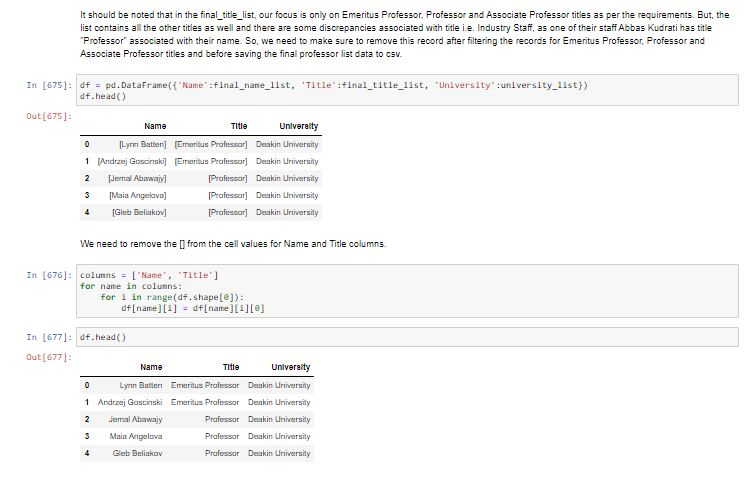 It should be noted that in the final_title_list, our focus is only on Emeritus Professor, Professor and Associate Professor titles as per the requirements. But, the
list contains all the other titles as well and there are some discrepancies associated with title i.e. Industry Staff, as one of their staff Abbas Kudrati has title
"Professor" associated with their name. So, we need to make sure to remove this record after filtering the records for Emeritus Professor, Professor and
Associate Professor titles and before saving the final professor list data to csv.
In [675]: df = pd.DataFrame({'Name':final_name_list, 'Title':final_title_list, 'University':university_list})
df.head()
Out[675]:
Name Title University
0 [Lynn Batten] [Emeritus Professor] Deakin University
1 [Andrzej Goscinski] [Emeritus Professor] Deakin University
2 [Jemal Abawajy] [Professor] Deakin University
3 [Maia Angelova] [Professor] Deakin University
4 [Gleb Beliakov] [Professor] Deakin University
We need to remove the [] from the cell values for Name and Title columns.
In [676]: columns = ['Name', 'Title']
for name in columns:
for i in range(df.shape[0]):
df[name][i] = df[name][i][0]
In [677]: df.head()
Out[677]:
Name Title University
0 Lynn Batten Emeritus Professor Deakin University
1 Andrzej Goscinski Emeritus Professor Deakin University
2 Jemal Abawajy Professor Deakin University
3 Maia Angelova Professor Deakin University
4 Gleb Beliakov Professor Deakin University